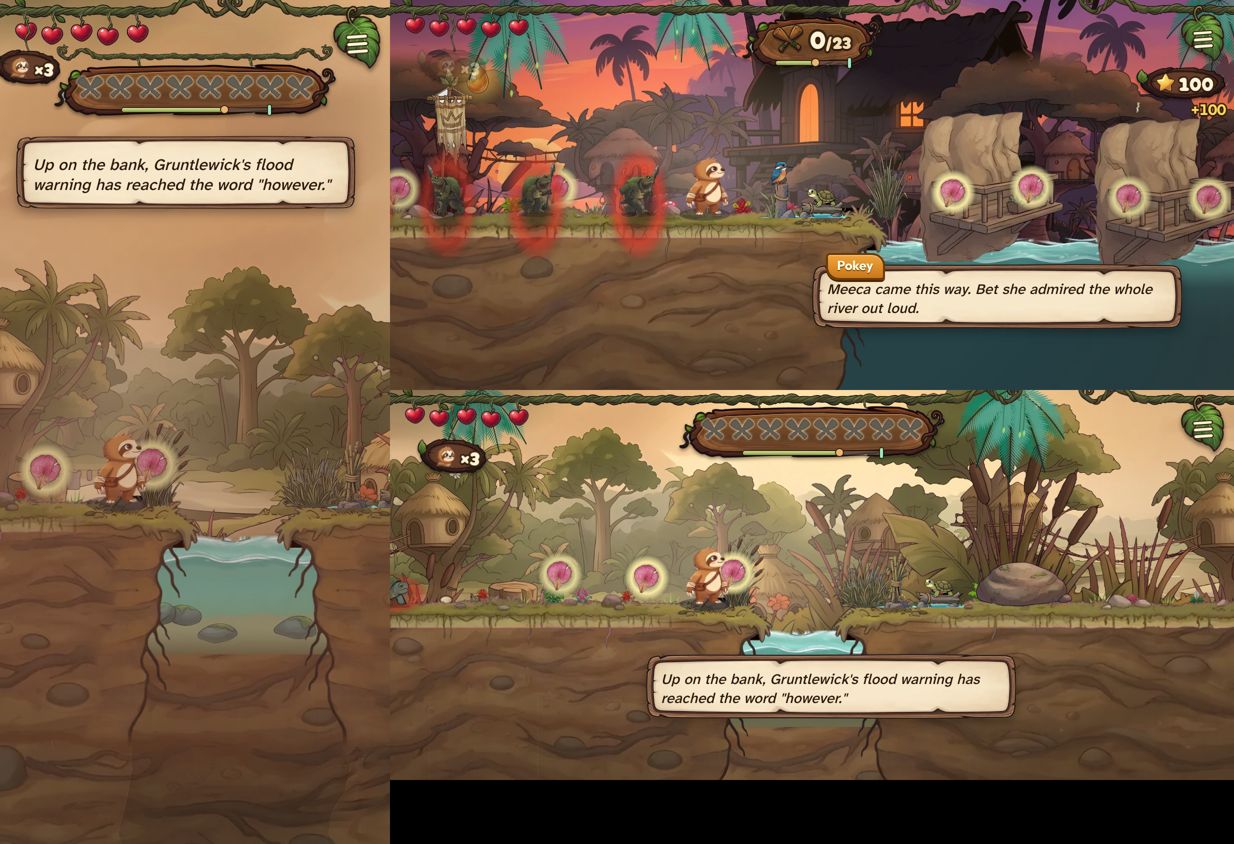 ×3
Up on the bank, Gruntlewick's flood
warning has reached the word "however."
0/23
100
+100
W
Pokey
Meeca came this way. Bet she admired the whole
river out loud.
×3
Up on the bank, Gruntlewick's flood warning has
reached the word "however."